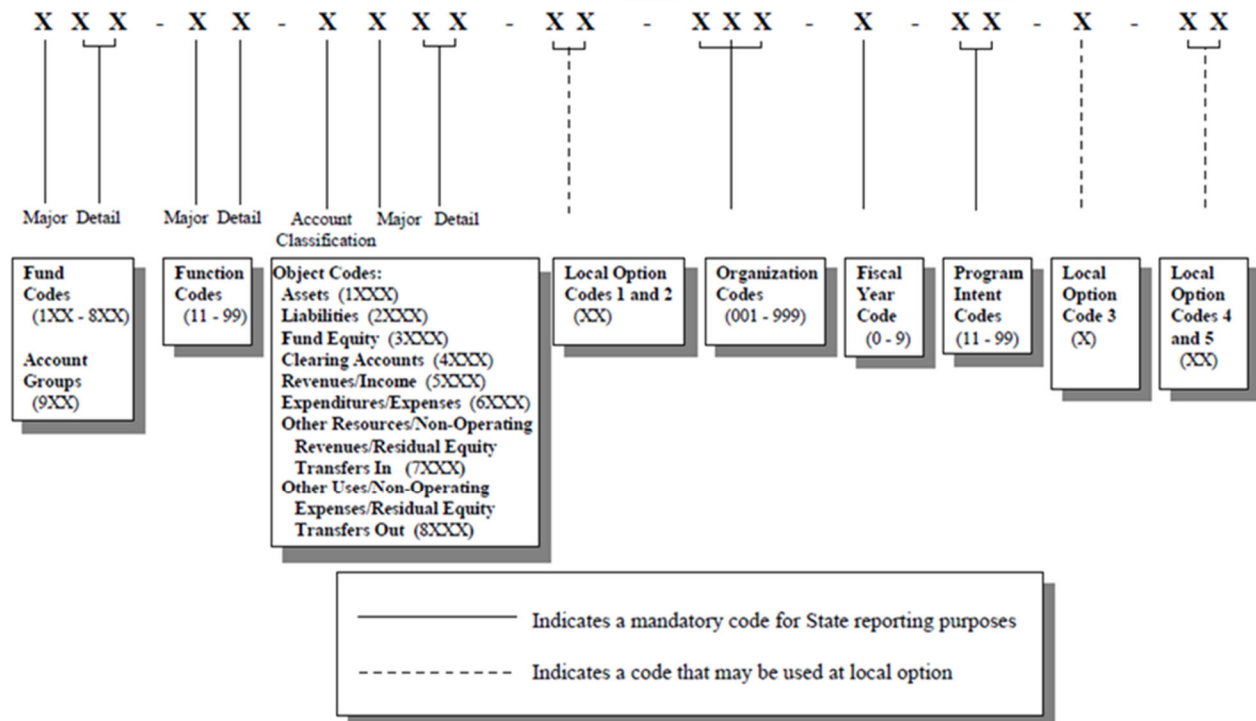 X X X - X X - X X X X - X X - X X X - X - X X - X - X X
Major Detail Major Detail Account Classification Major Detail
Fund
Codes
(1XX - 8XX)
Account
Groups
(9XX)
Function
Codes
(11 - 99)
Object Codes:
Assets (1XXX)
Liabilities (2XXX)
Fund Equity (3XXX)
Clearing Accounts (4XXX)
Revenues/Income (5XXX)
Expenditures/Expenses (6XXX)
Other Resources/Non-Operating
Revenues/Residual Equity
Transfers In (7XXX)
Other Uses/Non-Operating
Expenses/Residual Equity
Transfers Out (8XXX)
Local Option
Codes 1 and 2
(XX)
Organization
Codes
(001 - 999)
Fiscal
Year
Code
(0 - 9)
Program
Intent
Codes
(11 - 99)
Local
Option
Code 3
(X)
Local
Option
Codes 4
and 5
(XX)
Indicates a mandatory code for State reporting purposes
Indicates a code that may be used at local option